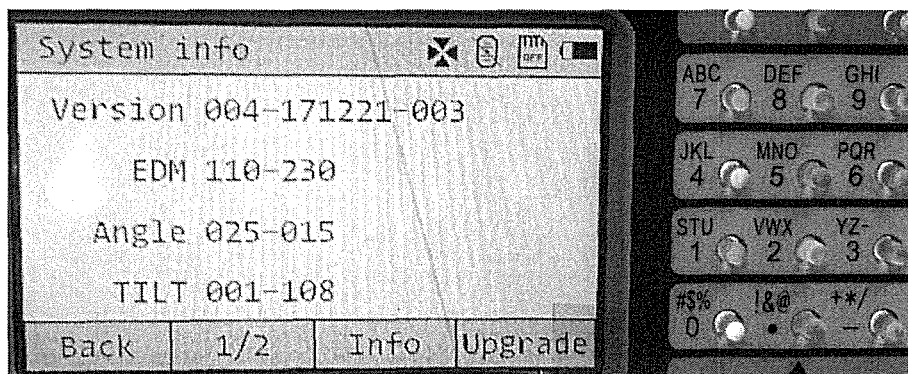 System info
OFF
Version 004-171221-003
EDM 110-230
Angle 025-015
TILT 001-108
Back 1/2 Info Upgrade
ABC DEF GHI
7 8 9
JKL MNO PQR
4 5 6
STU VWX YZ-
1 2 3
#$% !&@ +*/
0 • –